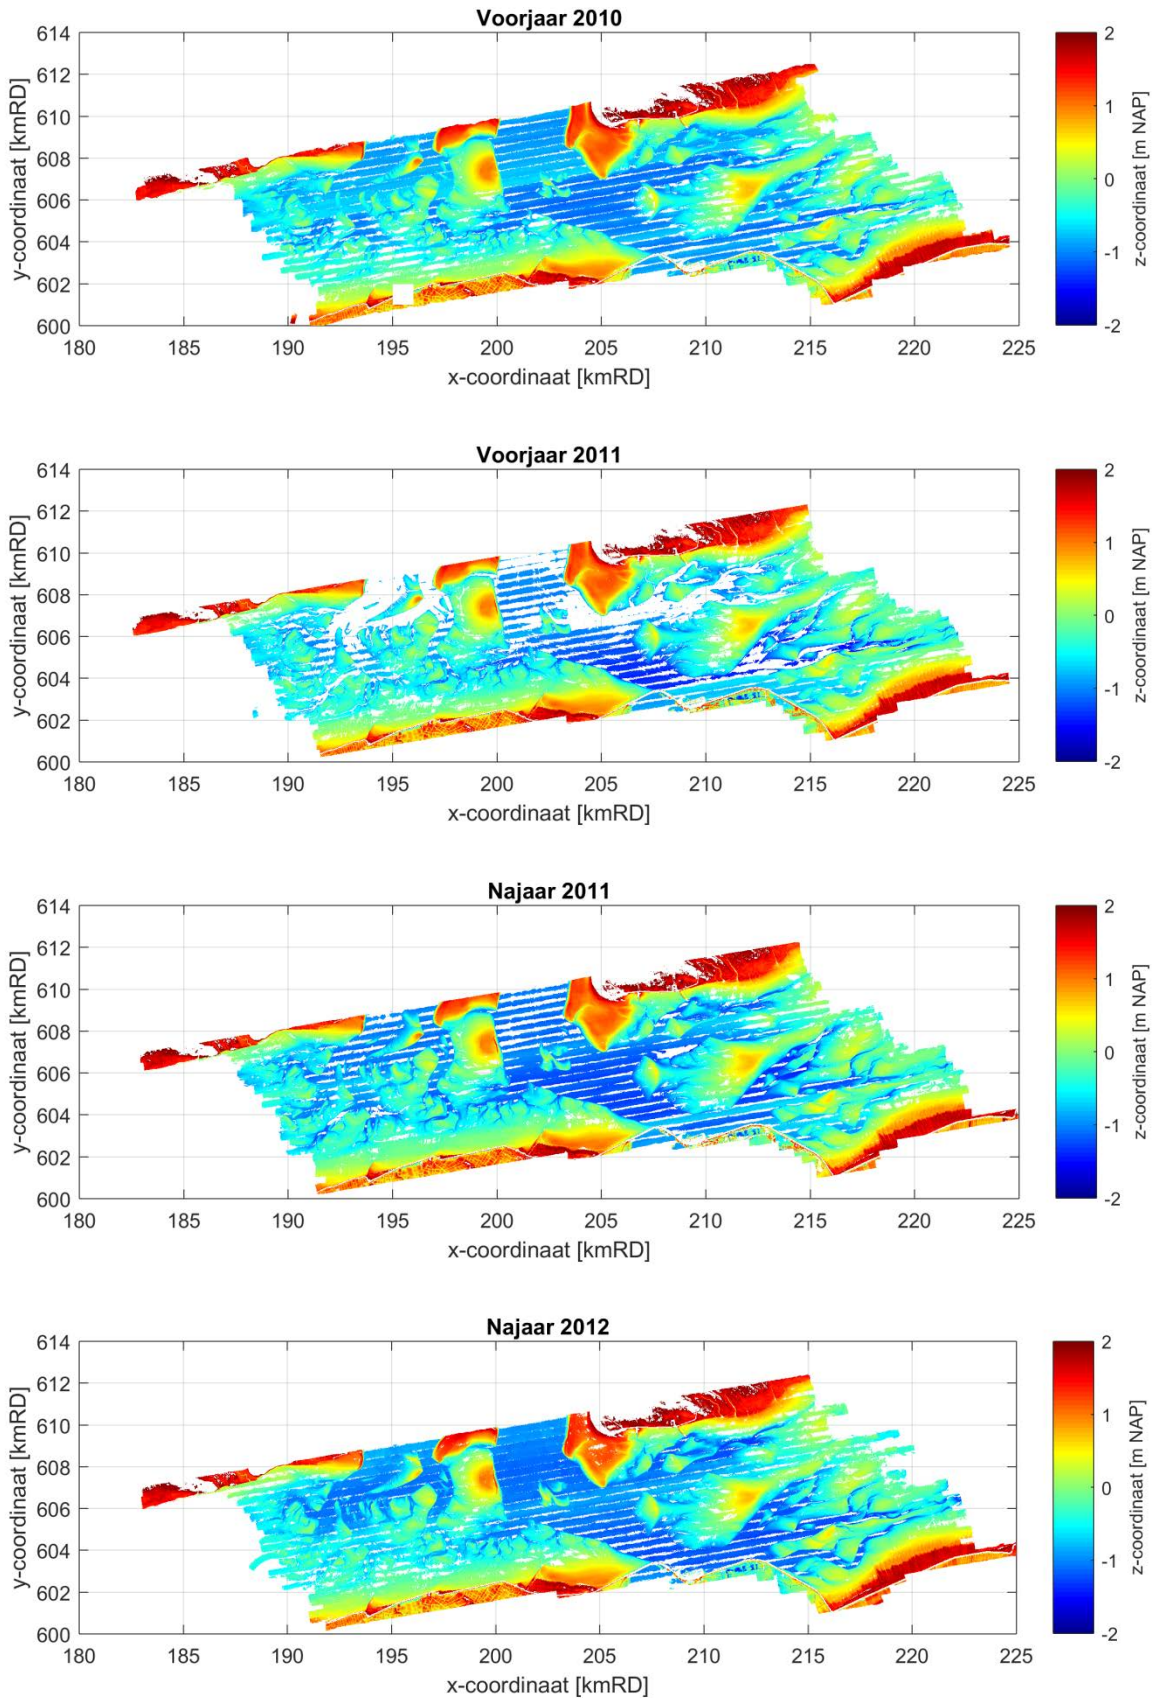 Voorjaar 2010
614
612
610
608
606
604
602
600
y-coordinaat [kmRD]
180 185 190 195 200 205 210 215 220 225
x-coordinaat [kmRD]
2
1
0
-1
-2
z-coordinaat [m NAP]
Voorjaar 2011
614
612
610
608
606
604
602
600
y-coordinaat [kmRD]
180 185 190 195 200 205 210 215 220 225
x-coordinaat [kmRD]
2
1
0
-1
-2
z-coordinaat [m NAP]
Najaar 2011
614
612
610
608
606
604
602
600
y-coordinaat [kmRD]
180 185 190 195 200 205 210 215 220 225
x-coordinaat [kmRD]
2
1
0
-1
-2
z-coordinaat [m NAP]
Najaar 2012
614
612
610
608
606
604
602
600
y-coordinaat [kmRD]
180 185 190 195 200 205 210 215 220 225
x-coordinaat [kmRD]
2
1
0
-1
-2
z-coordinaat [m NAP]